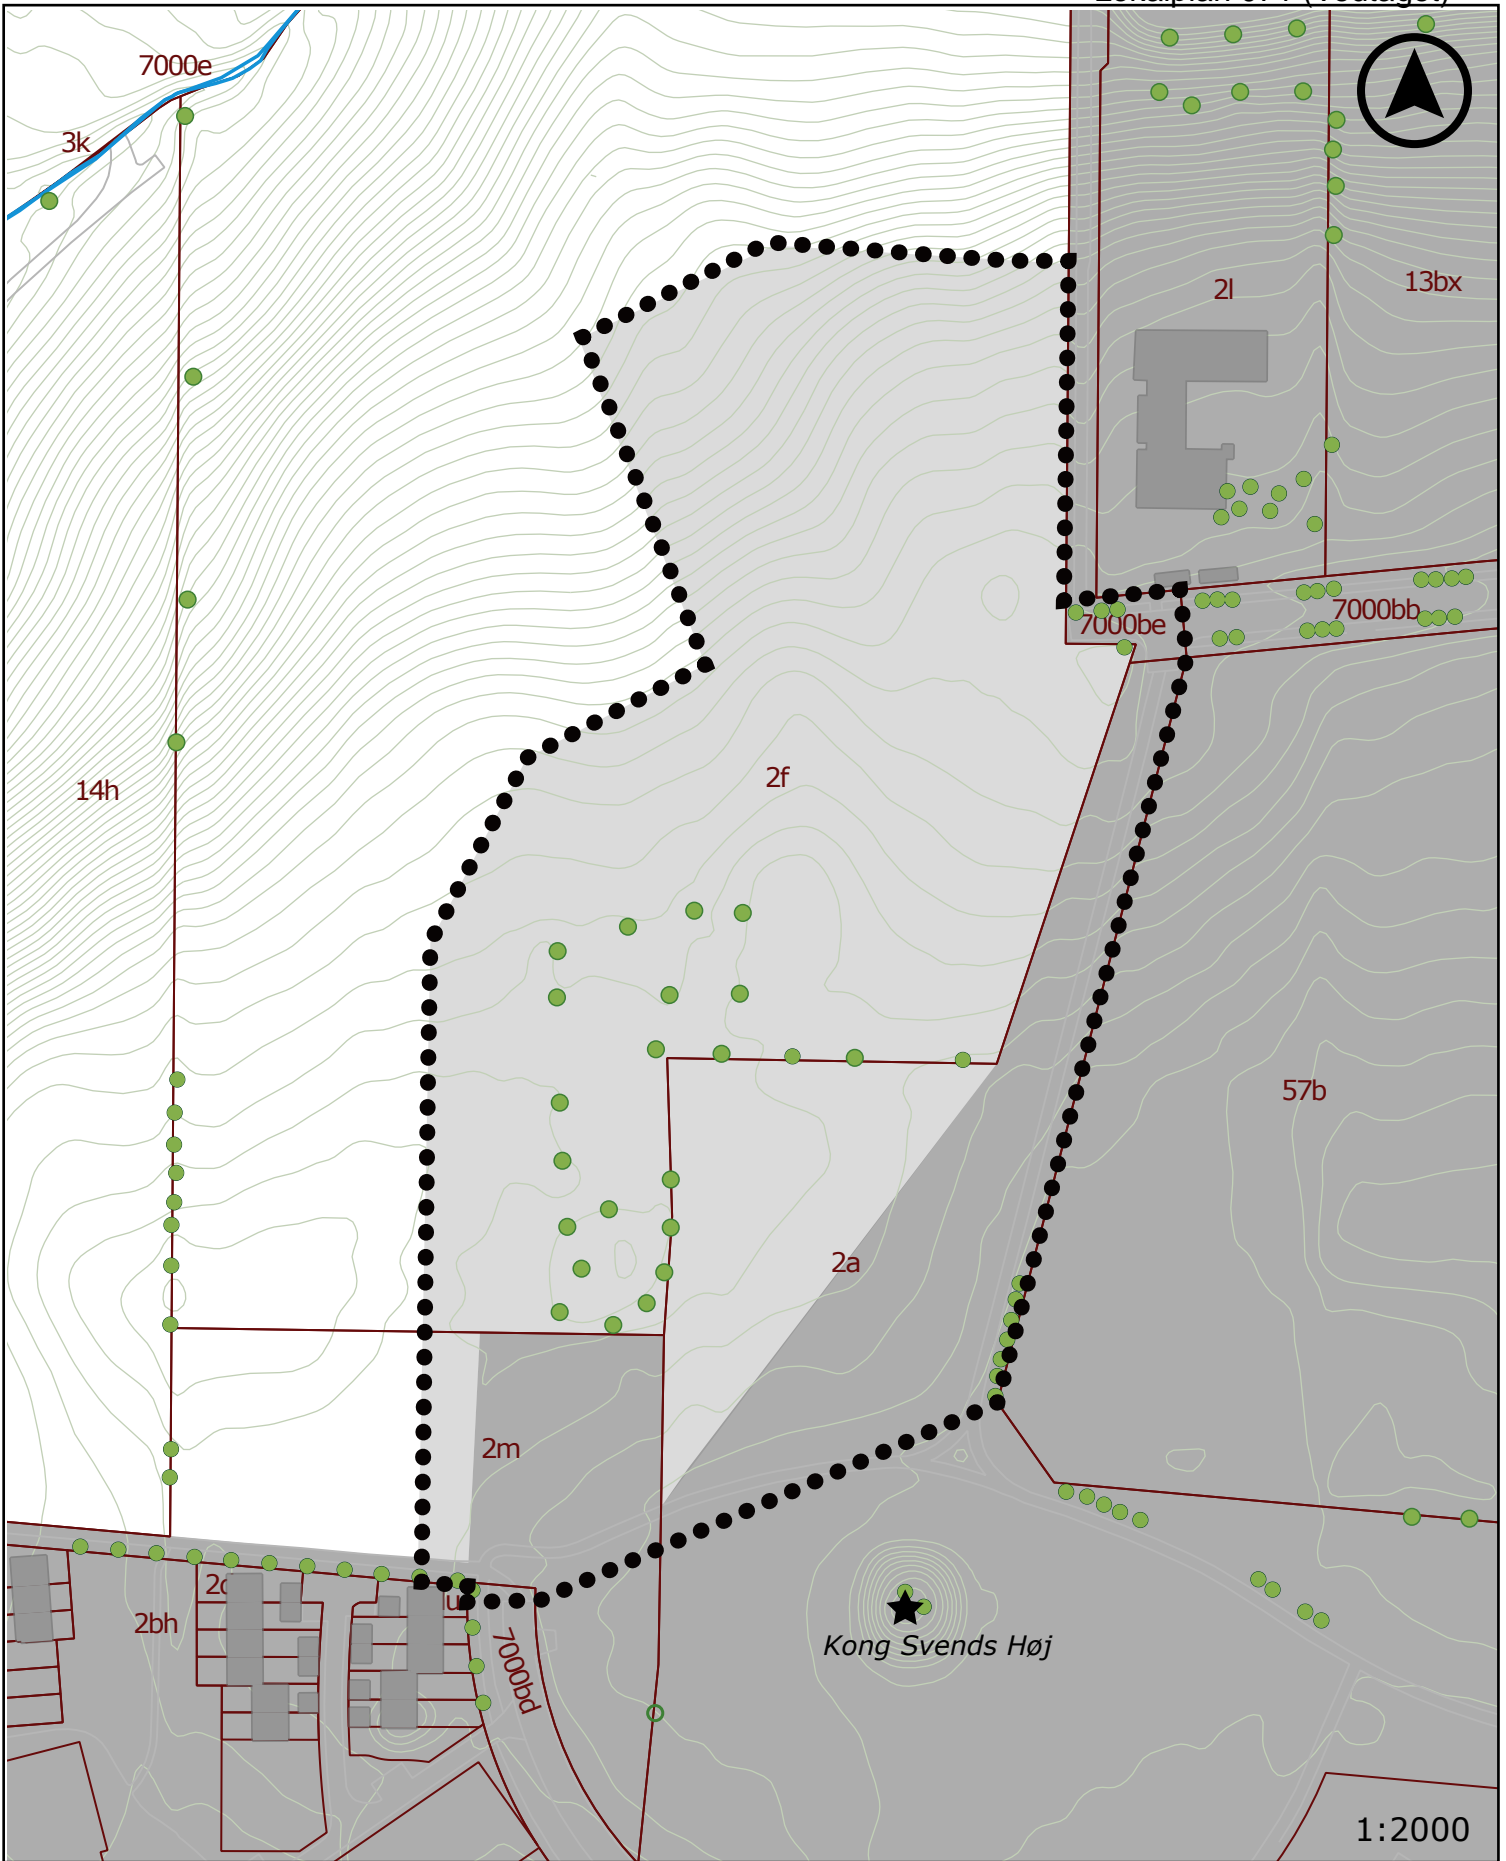 7000e
3k
2l
13bx
7000be
7000bb
14h
2f
57b
2a
2m
2bh
7000bd
Kong Svends Høj
1:2000